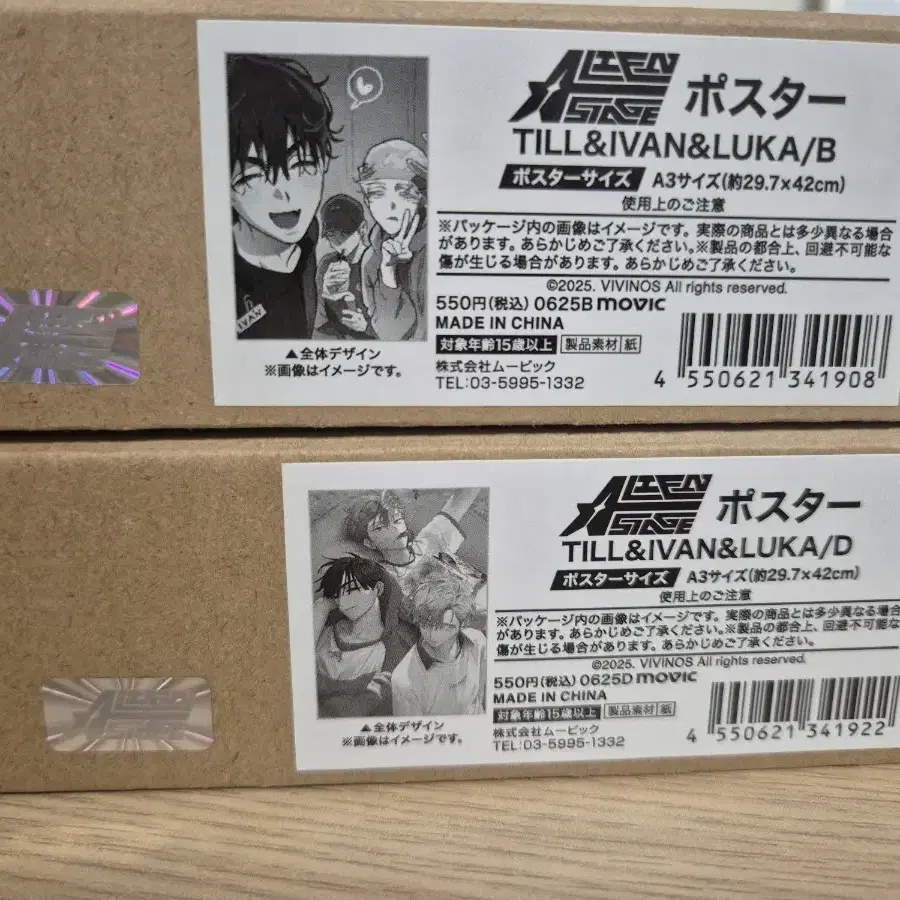 ALIEN STAGE ポスター
TILL&IVAN&LUKA/B
ポスターサイズ A3サイズ(約29.7×42cm)
使用上のご注意
※パッケージ内の画像はイメージです。実際の商品とは多少異なる場合
があります。あらかじめご了承ください。※製品の都合上、回避不可能な
傷が生じる場合があります。あらかじめご了承ください。
©2025. VIVINOS All rights reserved.
550円(税込) 0625B movic
MADE IN CHINA
対象年齢15歳以上 製品素材 紙
株式会社ムービック
TEL:03-5995-1332
4 550621 341908
IVAN
▲全体デザイン
※画像はイメージです。
ALIEN STAGE ポスター
TILL&IVAN&LUKA/D
ポスターサイズ A3サイズ(約29.7×42cm)
使用上のご注意
※パッケージ内の画像はイメージです。実際の商品とは多少異なる場合
があります。あらかじめご了承ください。※製品の都合上、回避不可能な
傷が生じる場合があります。あらかじめご了承ください。
©2025. VIVINOS All rights reserved.
550円(税込) 0625D movic
MADE IN CHINA
対象年齢15歳以上 製品素材 紙
株式会社ムービック
TEL:03-5995-1332
4 550621 341922
▲全体デザイン
※画像はイメージです。
ALIEN STAGE